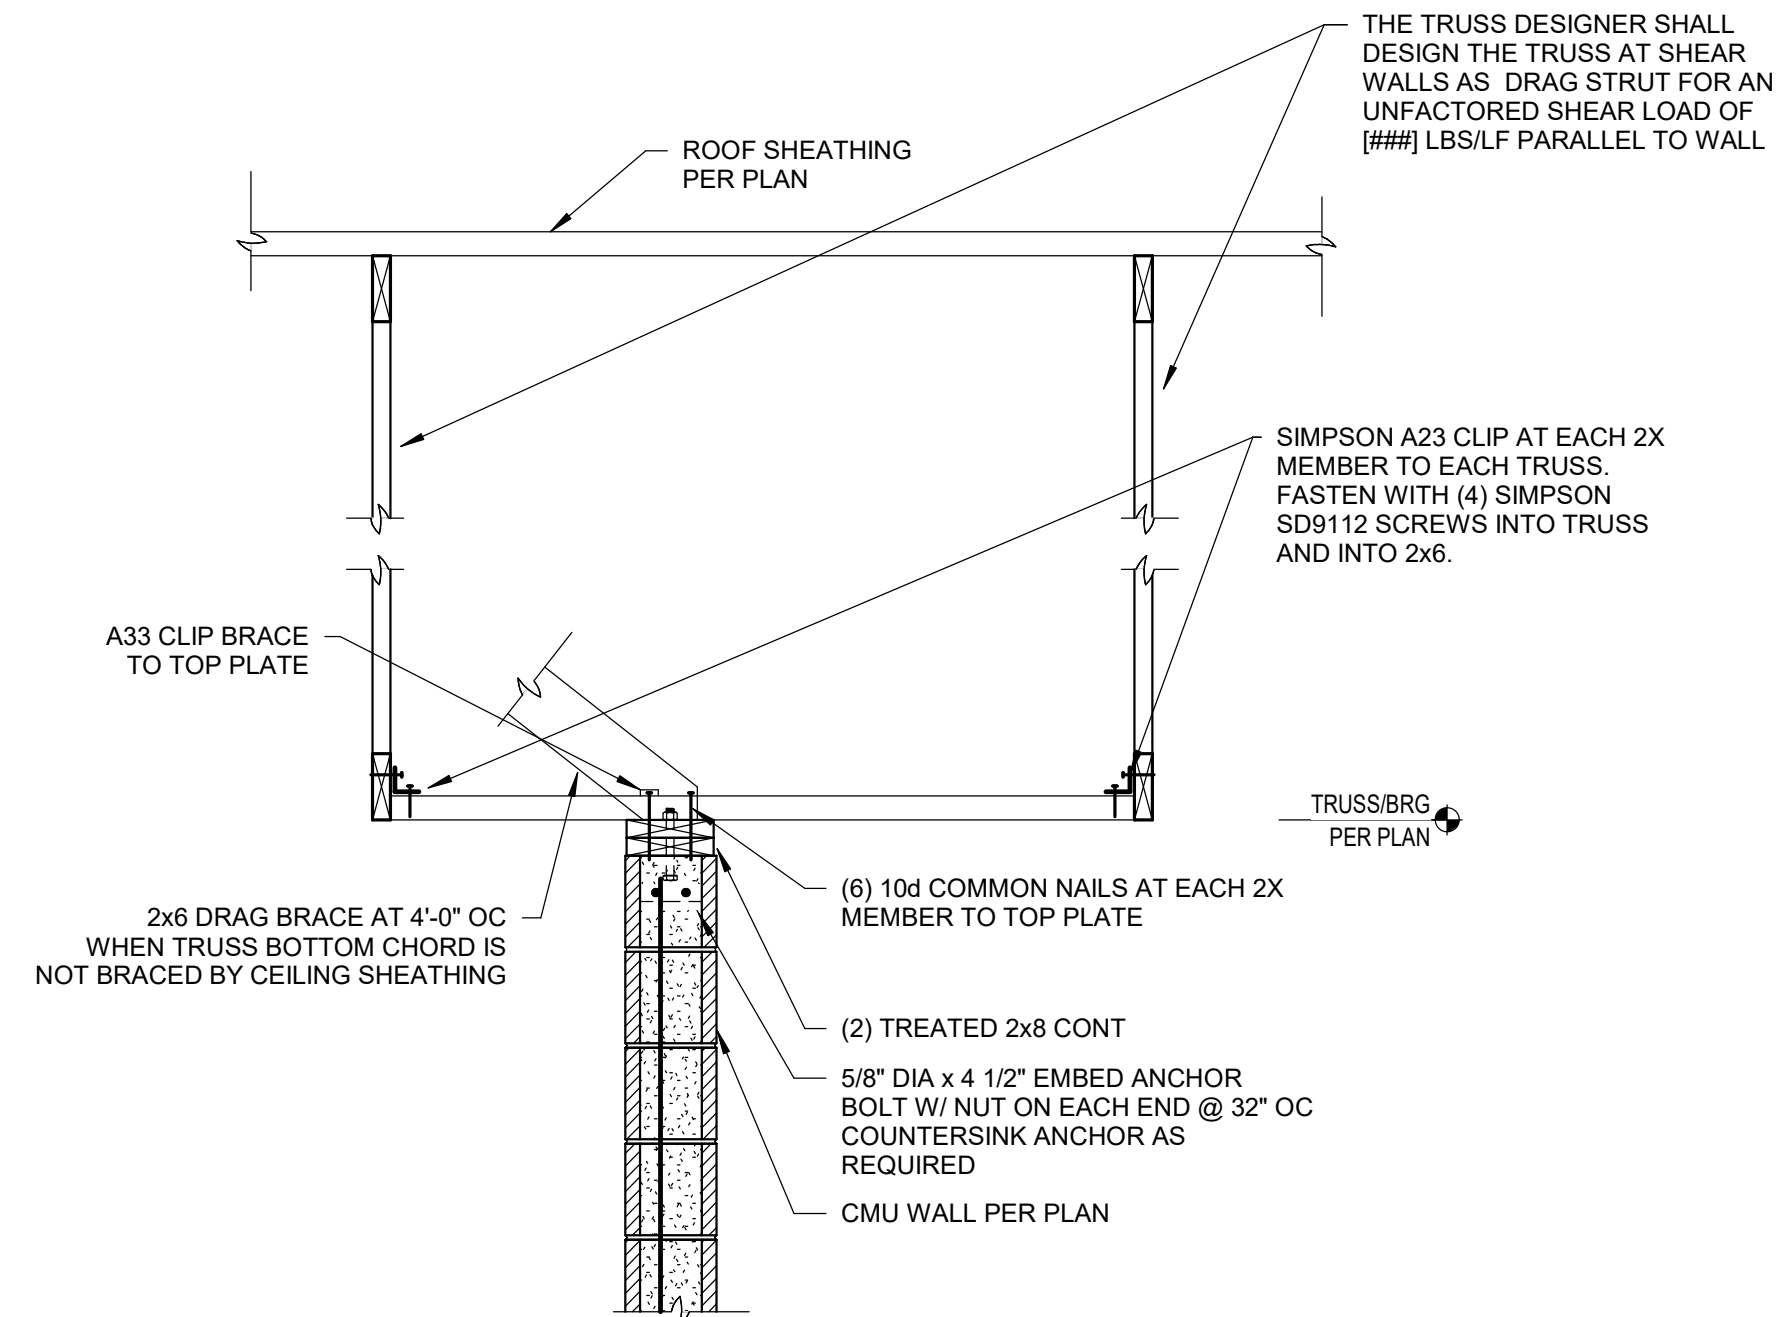 THE TRUSS DESIGNER SHALL
DESIGN THE TRUSS AT SHEAR
WALLS AS DRAG STRUT FOR AN
UNFACTORED SHEAR LOAD OF
[###] LBS/LF PARALLEL TO WALL
ROOF SHEATHING
PER PLAN
SIMPSON A23 CLIP AT EACH 2X
MEMBER TO EACH TRUSS.
FASTEN WITH (4) SIMPSON
SD9112 SCREWS INTO TRUSS
AND INTO 2x6.
A33 CLIP BRACE
TO TOP PLATE
TRUSS/BRG
PER PLAN
2x6 DRAG BRACE AT 4'-0" OC
WHEN TRUSS BOTTOM CHORD IS
NOT BRACED BY CEILING SHEATHING
(6) 10d COMMON NAILS AT EACH 2X
MEMBER TO TOP PLATE
(2) TREATED 2x8 CONT
5/8" DIA x 4 1/2" EMBED ANCHOR
BOLT W/ NUT ON EACH END @ 32" OC
COUNTERSINK ANCHOR AS
REQUIRED
CMU WALL PER PLAN